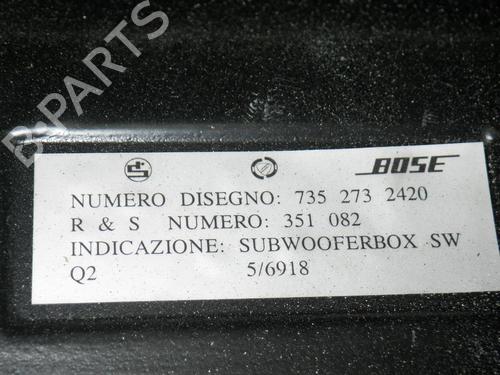 B-PARTS
BOSE
NUMERO DISEGNO: 735 273 2420
R & S NUMERO: 351 082
INDICAZIONE: SUBWOOFERBOX SW
Q2 5/6918